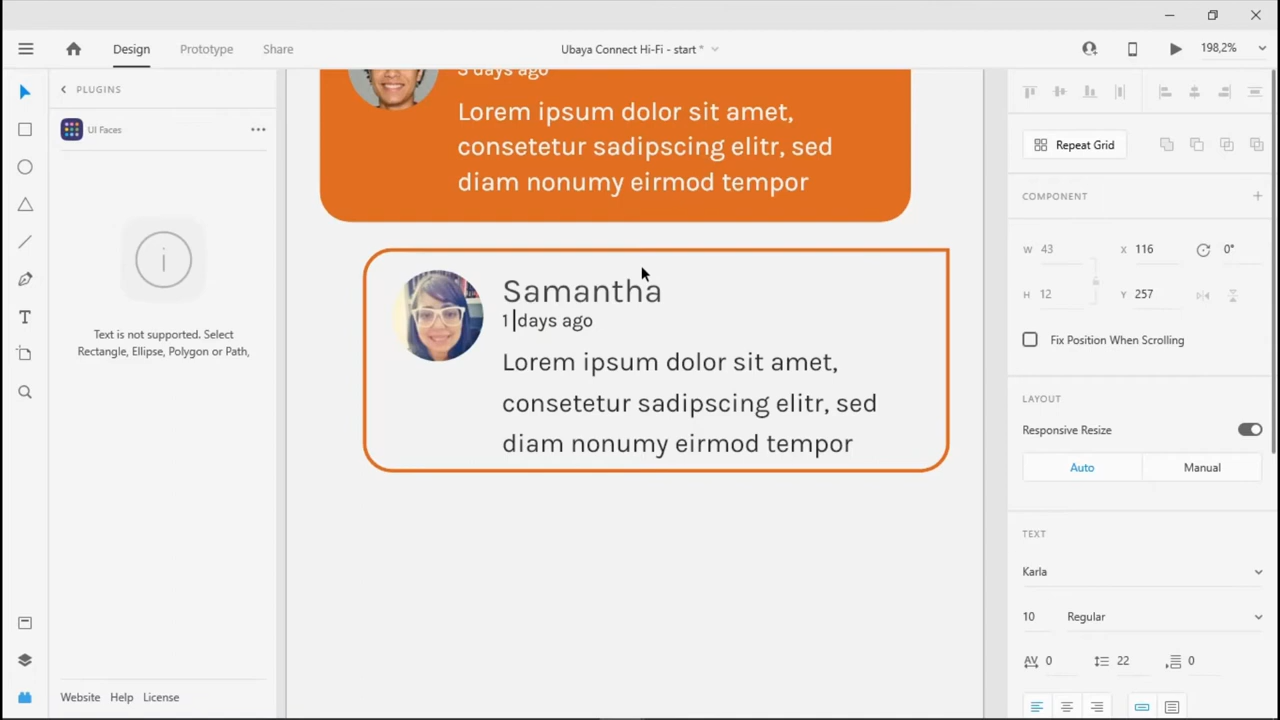 Design
Prototype
Share
Ubaya Connect Hi-Fi - start *
198,2%
PLUGINS
UI Faces
Text is not supported. Select
Rectangle, Ellipse, Polygon or Path,
Website
Help
License
3 days ago
Lorem ipsum dolor sit amet,
consetetur sadipscing elitr, sed
diam nonumy eirmod tempor
Samantha
1 days ago
Lorem ipsum dolor sit amet,
consetetur sadipscing elitr, sed
diam nonumy eirmod tempor
Repeat Grid
COMPONENT
W 43 X 116 0°
H 12 Y 257
Fix Position When Scrolling
LAYOUT
Responsive Resize
Auto
Manual
TEXT
Karla
10 Regular
AV 0 22 0